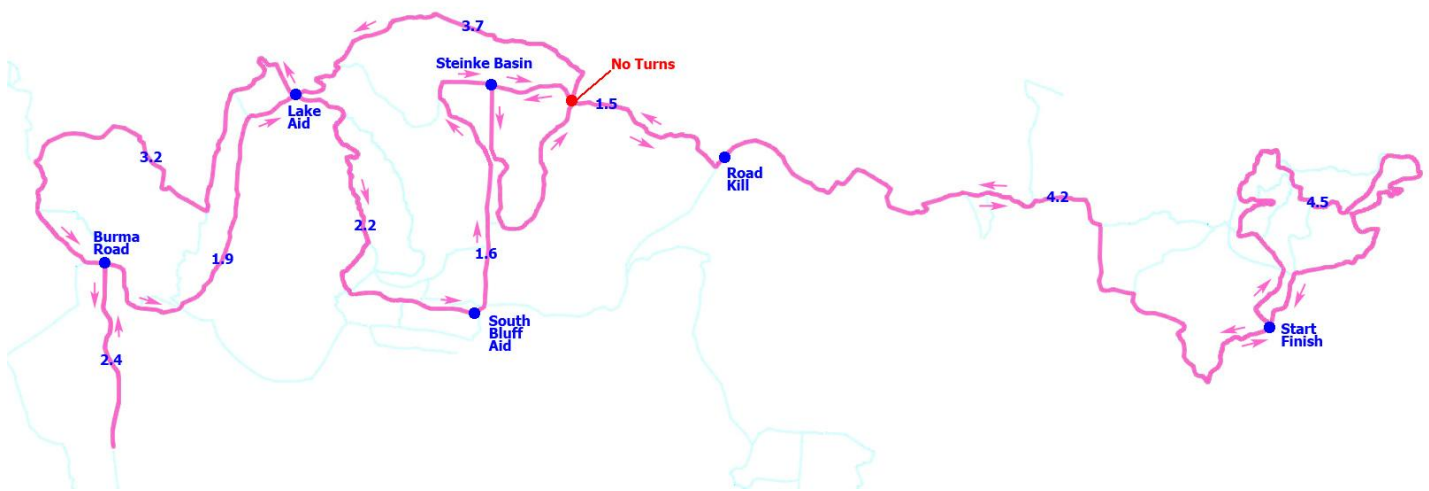 3.7
Steinke Basin
No Turns
1.5
Lake
Aid
3.2
Road
Kill
4.2
4.5
2.2
Burma
Road
1.9
1.6
South
Bluff
Aid
Start
Finish
2.4